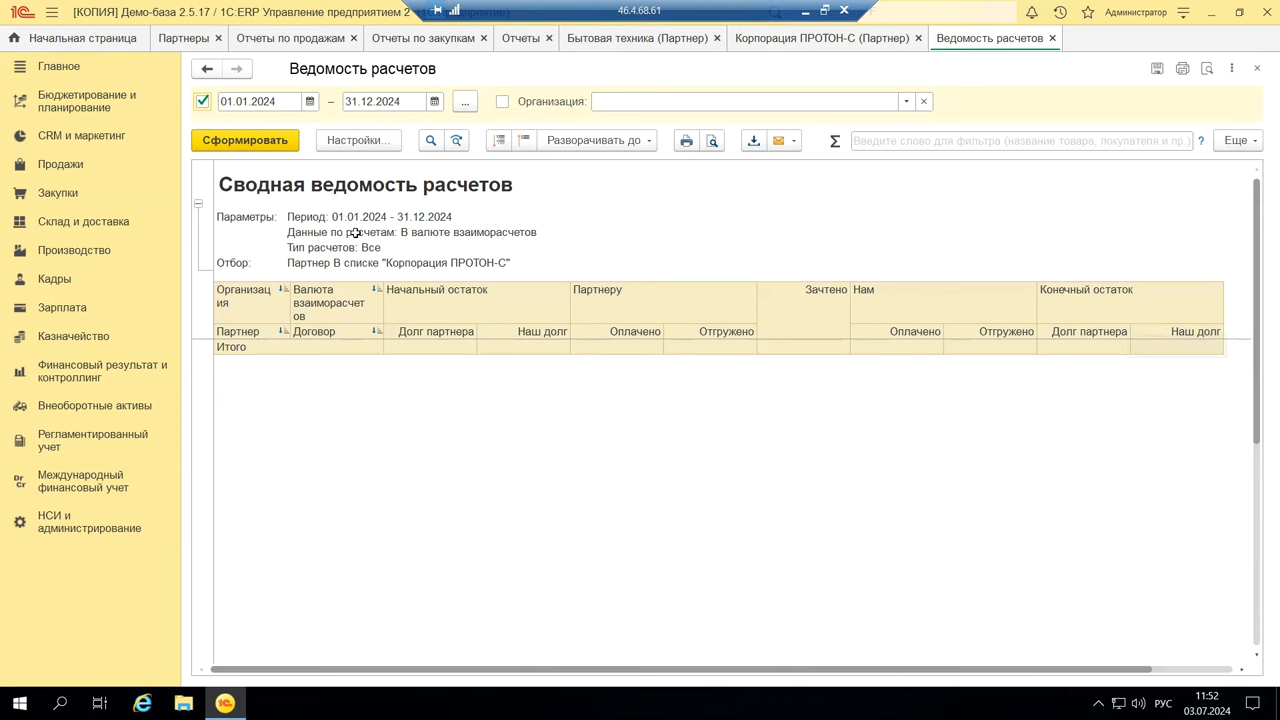 [КОПИЯ] Демо-база 2.5.17 / 1С:ERP Управление предприятием 2
46.4.68.61
Администратор
Начальная страница
Партнеры
Отчеты по продажам
Отчеты по закупкам
Отчеты
Бытовая техника (Партнер)
Корпорация ПРОТОН-С (Партнер)
Ведомость расчетов
Главное
Бюджетирование и
планирование
CRM и маркетинг
Продажи
Закупки
Склад и доставка
Производство
Кадры
Зарплата
Казначейство
Финансовый результат и
контроллинг
Внеоборотные активы
Регламентированный
учет
Международный
финансовый учет
НСИ и
администрирование
Ведомость расчетов
01.01.2024 – 31.12.2024 ... Организация:
Сформировать Настройки... Разворачивать до Σ Введите слово для фильтра (название товара, покупателя и пр.) ? Еще
Сводная ведомость расчетов
Параметры: Период: 01.01.2024 - 31.12.2024
Данные по расчетам: В валюте взаиморасчетов
Тип расчетов: Все
Отбор: Партнер В списке "Корпорация ПРОТОН-С"
Организац
ия
Валюта
взаиморасчет
ов
Начальный остаток Партнеру Зачтено Нам Конечный остаток
Партнер Договор Долг партнера Наш долг Оплачено Отгружено Оплачено Отгружено Долг партнера Наш долг
Итого
РУС
11:52
03.07.2024